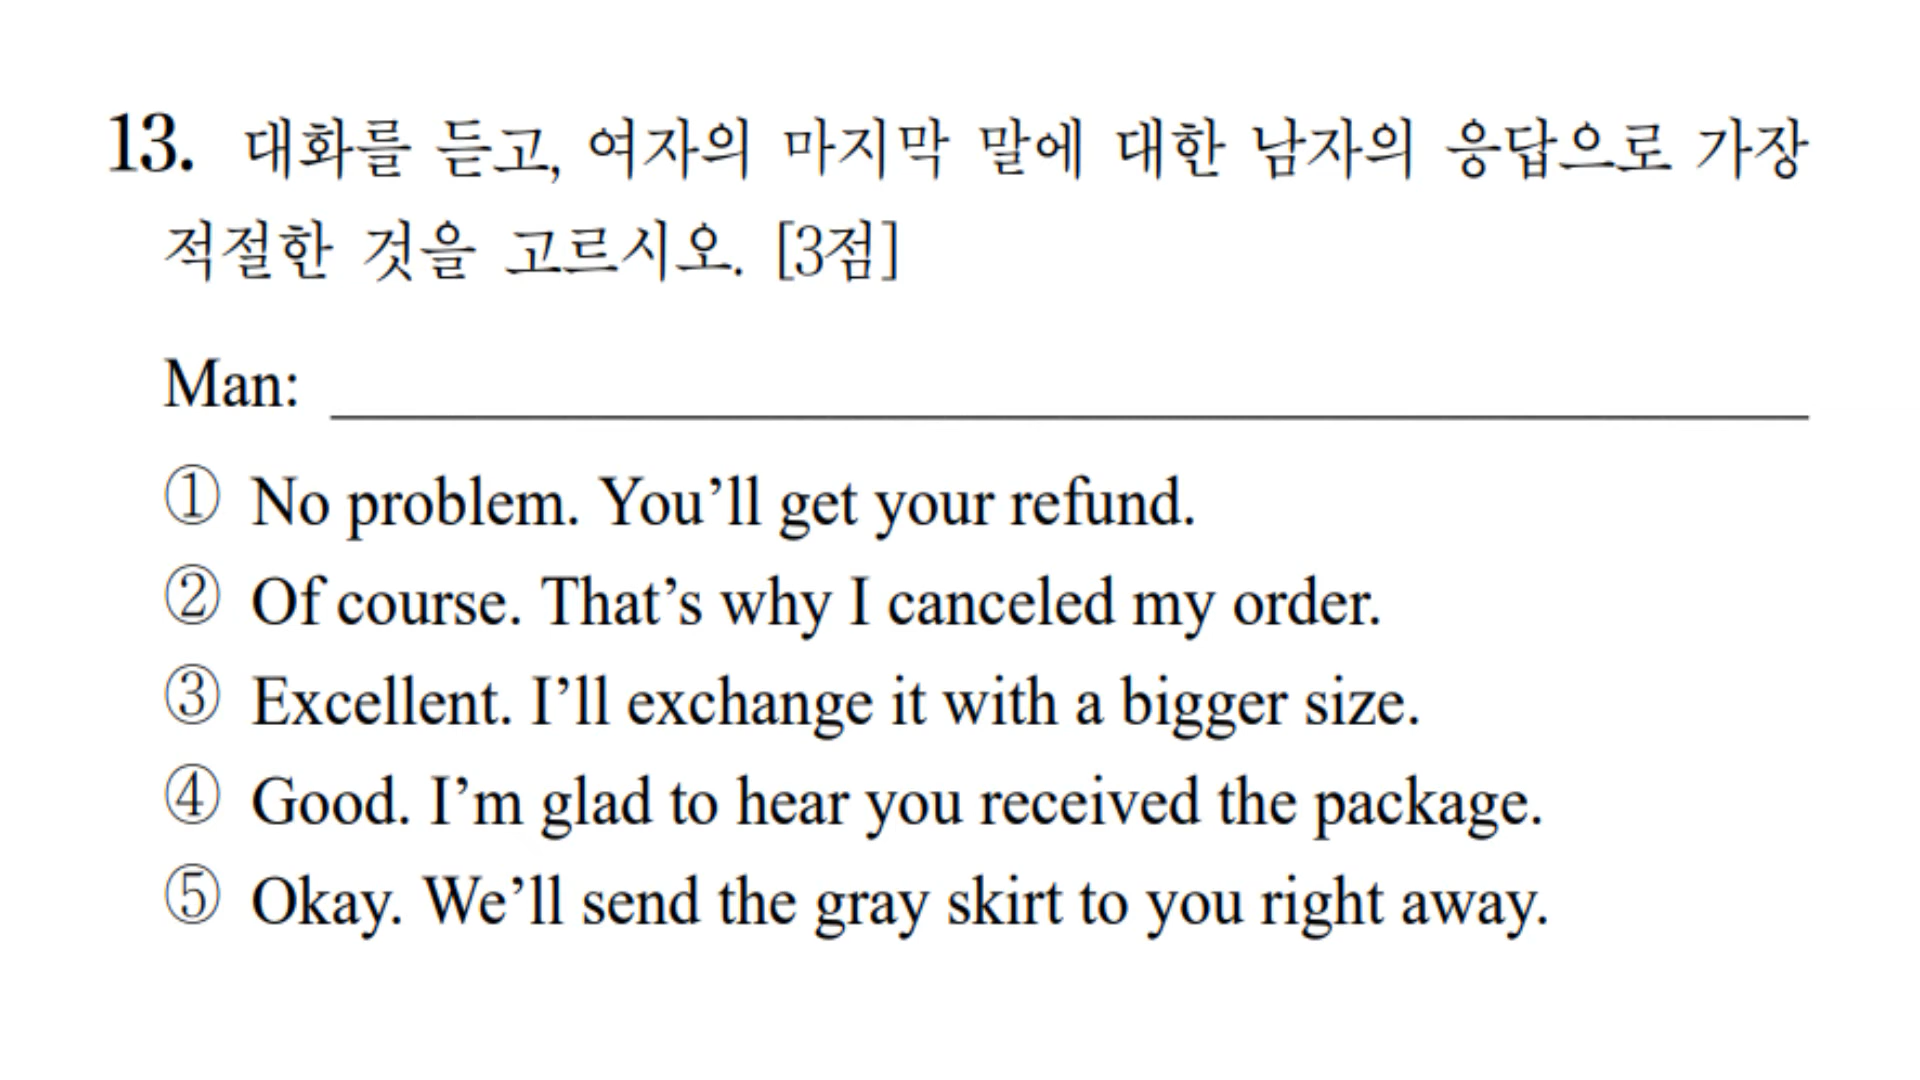 13. 대화를 듣고, 여자의 마지막 말에 대한 남자의 응답으로 가장
적절한 것을 고르시오. [3점]
Man: 
① No problem. You’ll get your refund.
② Of course. That’s why I canceled my order.
③ Excellent. I’ll exchange it with a bigger size.
④ Good. I’m glad to hear you received the package.
⑤ Okay. We’ll send the gray skirt to you right away.